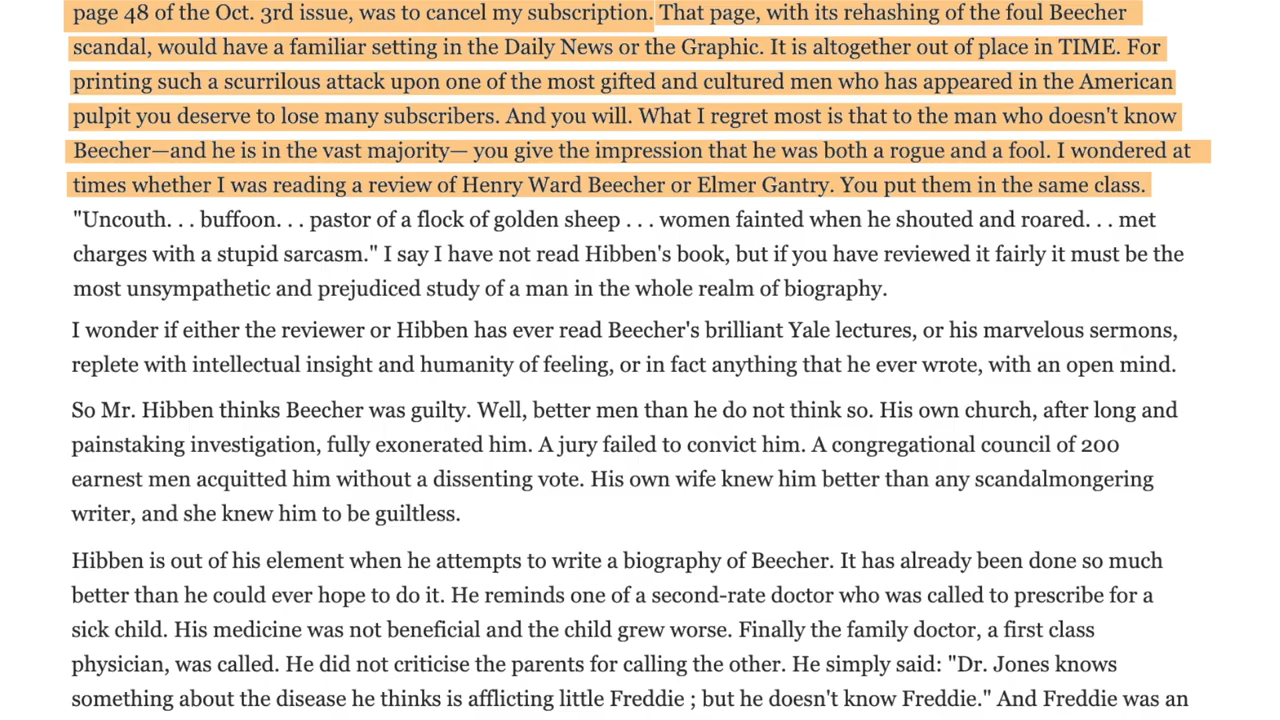 page 48 of the Oct. 3rd issue, was to cancel my subscription. That page, with its rehashing of the foul Beecher
scandal, would have a familiar setting in the Daily News or the Graphic. It is altogether out of place in TIME. For
printing such a scurrilous attack upon one of the most gifted and cultured men who has appeared in the American
pulpit you deserve to lose many subscribers. And you will. What I regret most is that to the man who doesn't know
Beecher—and he is in the vast majority— you give the impression that he was both a rogue and a fool. I wondered at
times whether I was reading a review of Henry Ward Beecher or Elmer Gantry. You put them in the same class.
"Uncouth. . . buffoon. . . pastor of a flock of golden sheep . . . women fainted when he shouted and roared. . . met
charges with a stupid sarcasm." I say I have not read Hibben's book, but if you have reviewed it fairly it must be the
most unsympathetic and prejudiced study of a man in the whole realm of biography.
I wonder if either the reviewer or Hibben has ever read Beecher's brilliant Yale lectures, or his marvelous sermons,
replete with intellectual insight and humanity of feeling, or in fact anything that he ever wrote, with an open mind.
So Mr. Hibben thinks Beecher was guilty. Well, better men than he do not think so. His own church, after long and
painstaking investigation, fully exonerated him. A jury failed to convict him. A congregational council of 200
earnest men acquitted him without a dissenting vote. His own wife knew him better than any scandalmongering
writer, and she knew him to be guiltless.
Hibben is out of his element when he attempts to write a biography of Beecher. It has already been done so much
better than he could ever hope to do it. He reminds one of a second-rate doctor who was called to prescribe for a
sick child. His medicine was not beneficial and the child grew worse. Finally the family doctor, a first class
physician, was called. He did not criticise the parents for calling the other. He simply said: "Dr. Jones knows
something about the disease he thinks is afflicting little Freddie ; but he doesn't know Freddie." And Freddie was an